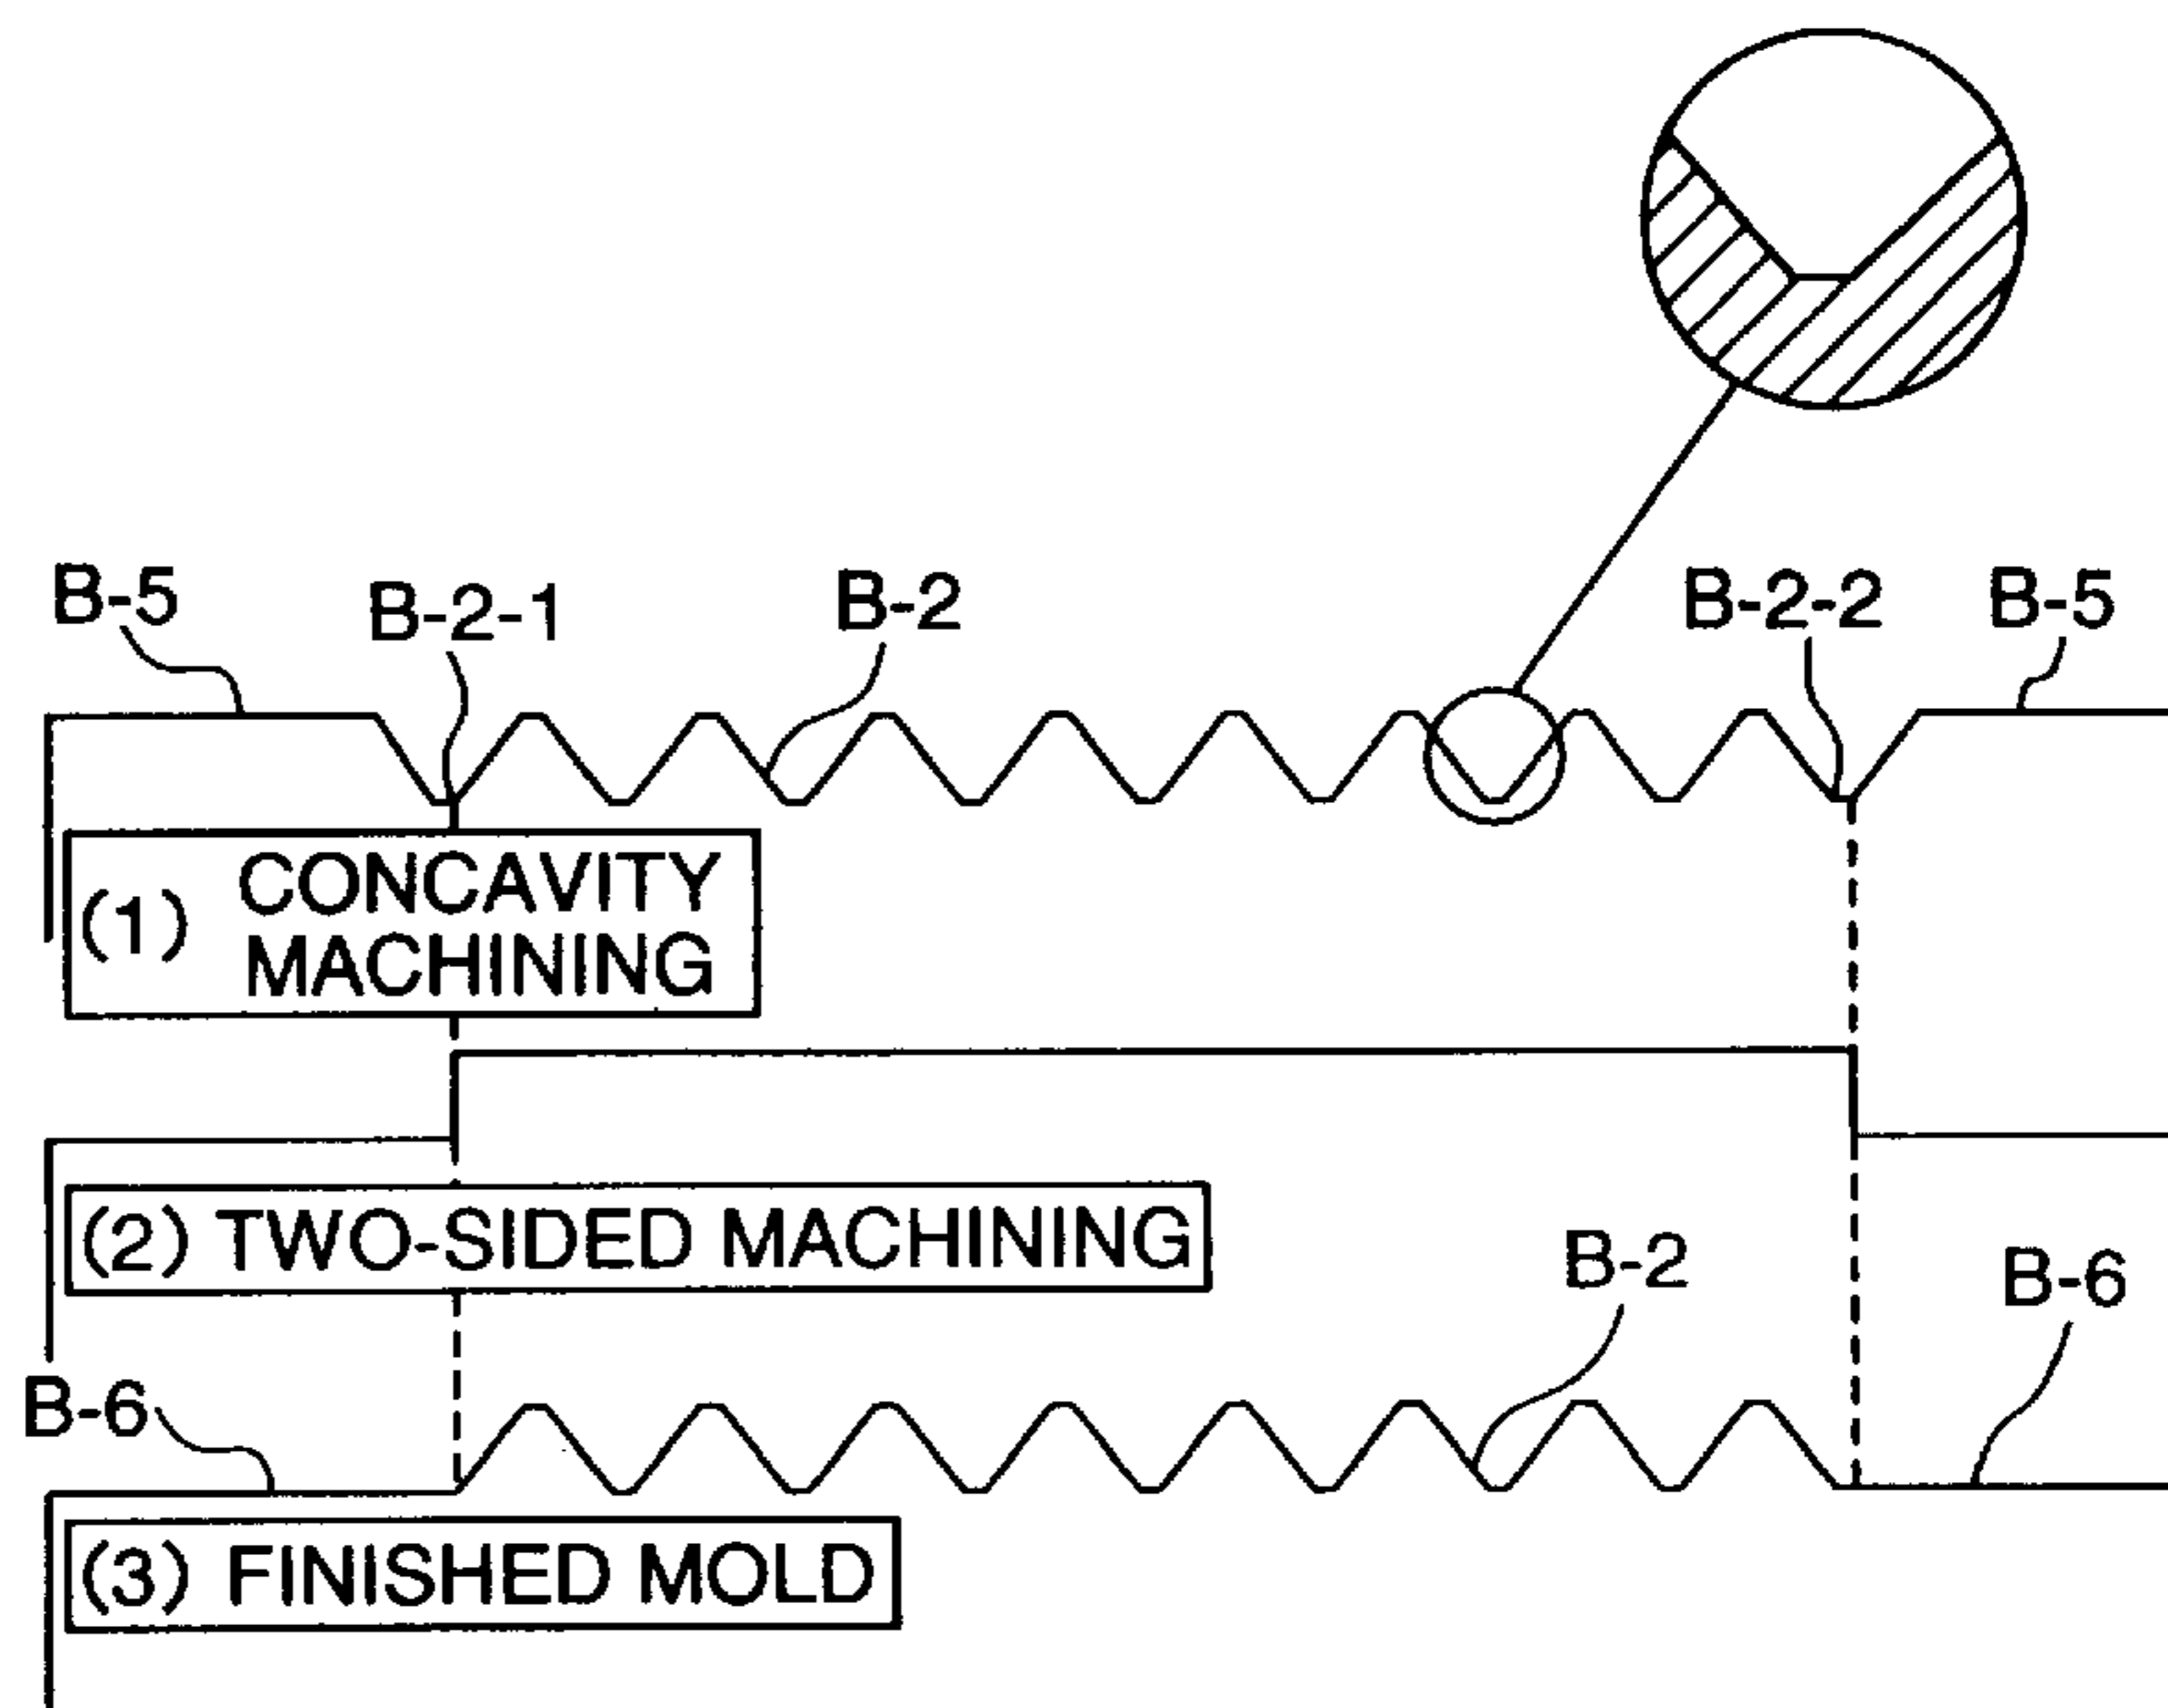 B-5
B-2-1
B-2
B-2-2
B-5
(1) CONCAVITY
MACHINING
(2) TWO-SIDED MACHINING
B-2
B-6
B-6
(3) FINISHED MOLD